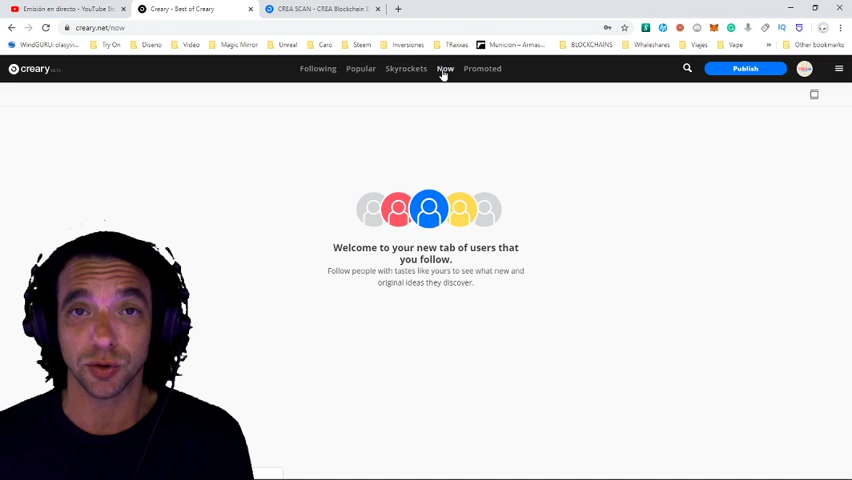 Emisión en directo - YouTube St
Creary - Best of Creary
CREA SCAN - CREA Blockchain E
creary.net/now
WindGURU: olasyvi
Try On
Diseno
Video
Magic Mirror
Unreal
Caro
Steem
Inversiones
TRaxxas
Municon – Armas...
BLOCKCHAINS
Whaleshares
Viajes
Vape
»
Other bookmarks
creary BETA
Following
Popular
Skyrockets
Now
Promoted
Publish
Welcome to your new tab of users that
you follow.
Follow people with tastes like yours to see what new and
original ideas they discover.